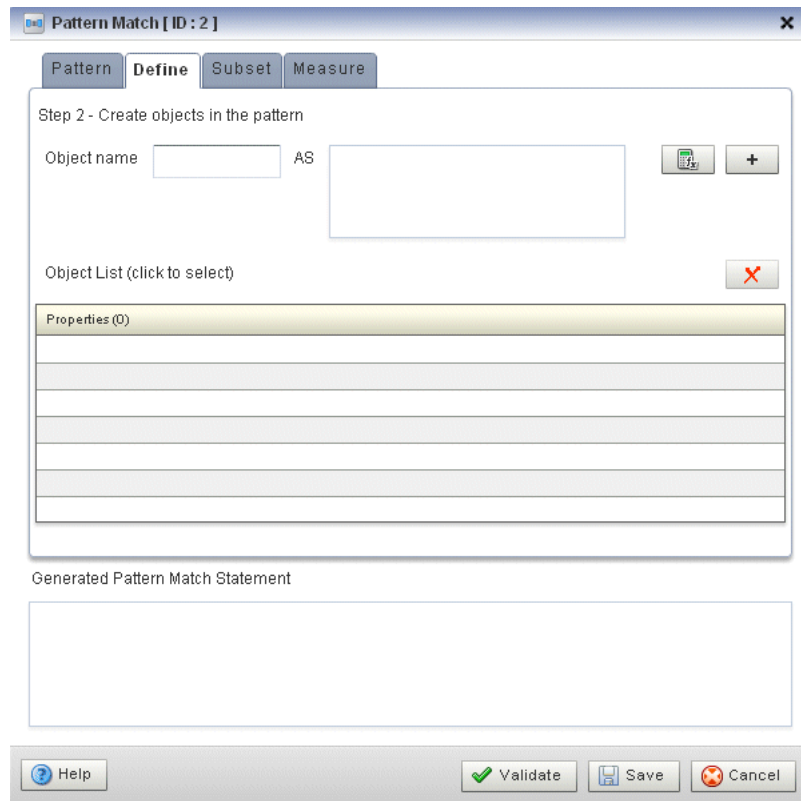 Pattern Match [ ID : 2 ]
Pattern Define Subset Measure
Step 2 - Create objects in the pattern
Object name AS
Object List (click to select)
Properties (0)
Generated Pattern Match Statement
Help Validate Save Cancel